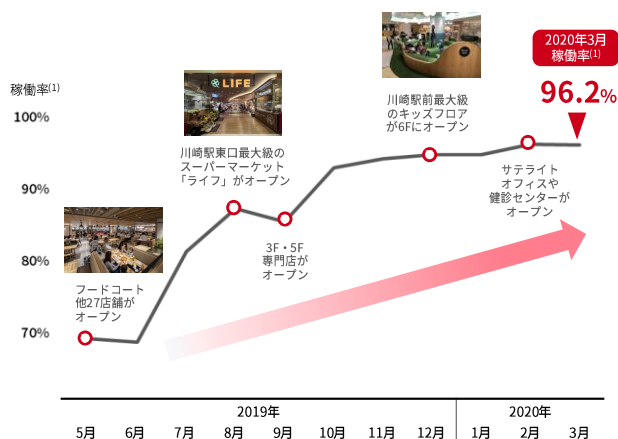 2020年3月
稼働率(1)
96.2%
稼働率(1)
100%
90%
80%
70%
LIFE
川崎駅東口最大級の
スーパーマーケット
「ライフ」がオープン
川崎駅前最大級
のキッズフロア
が6Fにオープン
サテライト
オフィスや
健診センターが
オープン
3F・5F
専門店が
オープン
フードコート
他27店舗が
オープン
2019年
2020年
5月
6月
7月
8月
9月
10月
11月
12月
1月
2月
3月